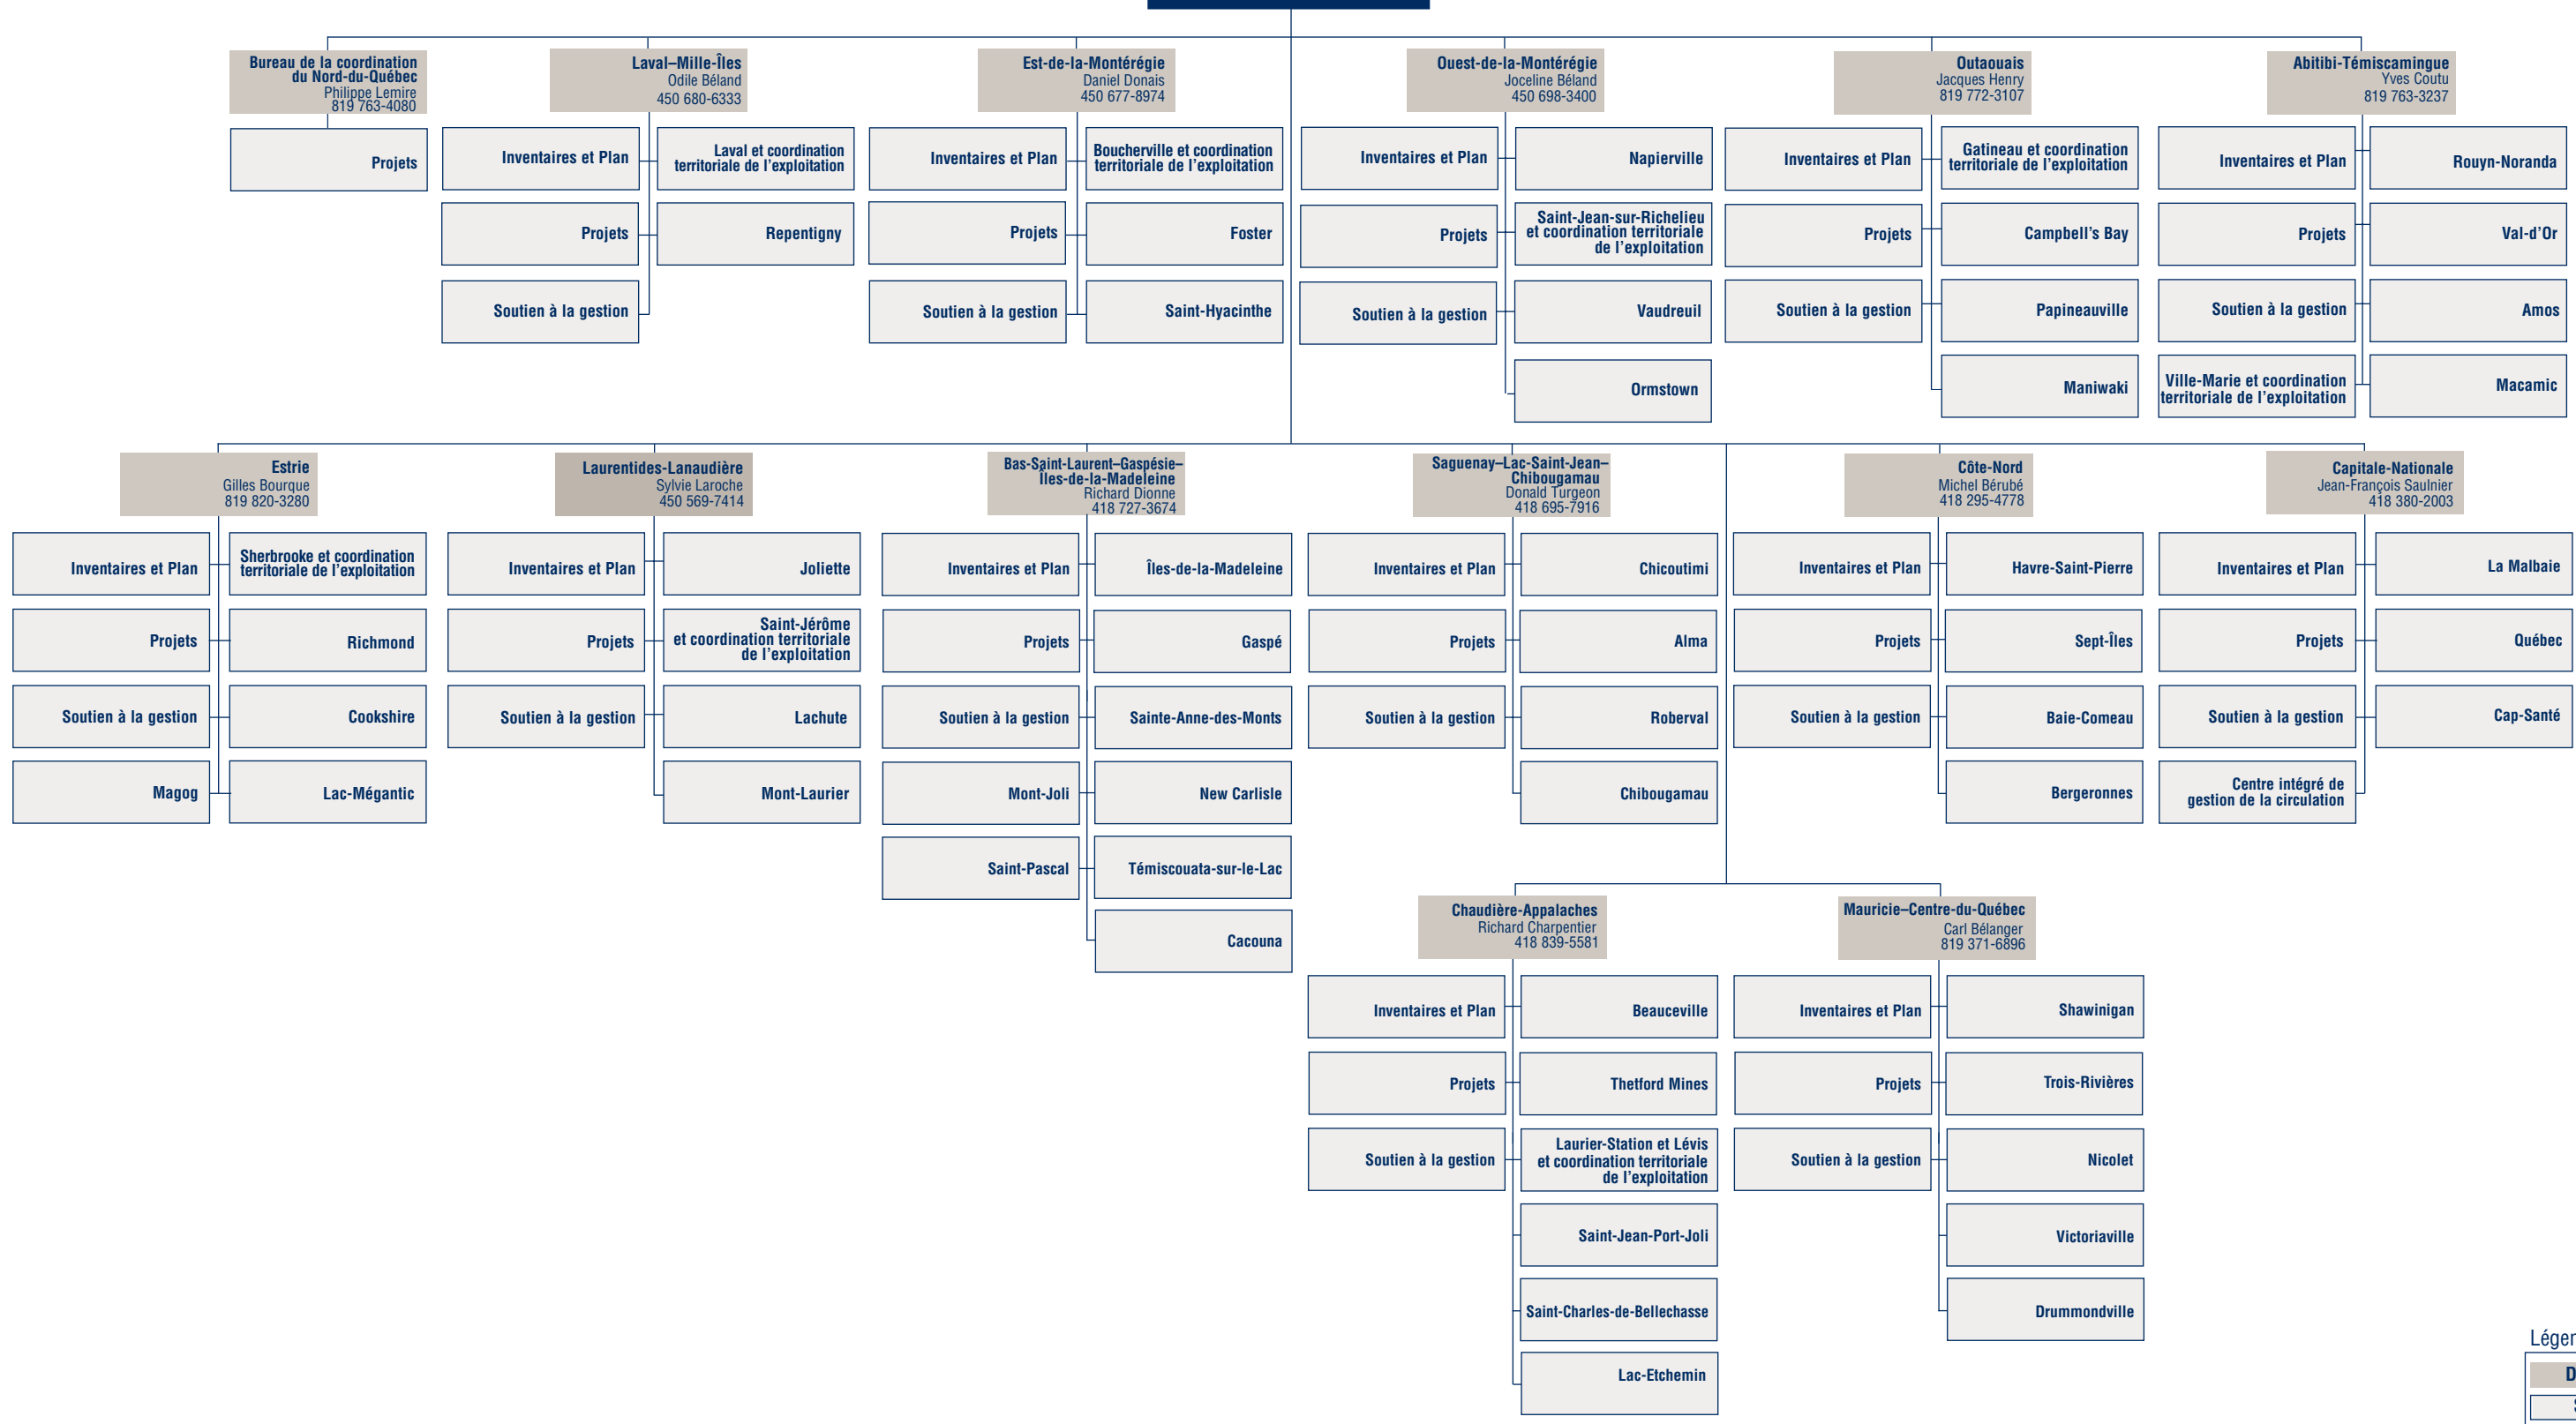 Bureau de la coordination
du Nord-du-Québec
Philippe Lemire
819 763-4080
Projets
Laval–Mille-Îles
Odile Béland
450 680-6333
Inventaires et Plan
Laval et coordination
territoriale de l’exploitation
Projets
Repentigny
Soutien à la gestion
Est-de-la-Montérégie
Daniel Donais
450 677-8974
Inventaires et Plan
Boucherville et coordination
territoriale de l’exploitation
Projets
Foster
Soutien à la gestion
Saint-Hyacinthe
Ouest-de-la-Montérégie
Joceline Béland
450 698-3400
Inventaires et Plan
Napierville
Projets
Saint-Jean-sur-Richelieu
et coordination territoriale
de l’exploitation
Soutien à la gestion
Vaudreuil
Ormstown
Outaouais
Jacques Henry
819 772-3107
Inventaires et Plan
Gatineau et coordination
territoriale de l’exploitation
Projets
Campbell’s Bay
Soutien à la gestion
Papineauville
Maniwaki
Abitibi-Témiscamingue
Yves Coutu
819 763-3237
Inventaires et Plan
Rouyn-Noranda
Projets
Val-d’Or
Soutien à la gestion
Amos
Ville-Marie et coordination
territoriale de l’exploitation
Macamic
Estrie
Gilles Bourque
819 820-3280
Inventaires et Plan
Sherbrooke et coordination
territoriale de l’exploitation
Projets
Richmond
Soutien à la gestion
Cookshire
Magog
Lac-Mégantic
Laurentides-Lanaudière
Sylvie Laroche
450 569-7414
Inventaires et Plan
Joliette
Projets
Saint-Jérôme
et coordination territoriale
de l’exploitation
Soutien à la gestion
Lachute
Mont-Laurier
Bas-Saint-Laurent–Gaspésie–
Îles-de-la-Madeleine
Richard Dionne
418 727-3674
Inventaires et Plan
Îles-de-la-Madeleine
Projets
Gaspé
Soutien à la gestion
Sainte-Anne-des-Monts
Mont-Joli
New Carlisle
Saint-Pascal
Témiscouata-sur-le-Lac
Cacouna
Saguenay–Lac-Saint-Jean–
Chibougamau
Donald Turgeon
418 695-7916
Inventaires et Plan
Chicoutimi
Projets
Alma
Soutien à la gestion
Roberval
Chibougamau
Côte-Nord
Michel Bérubé
418 295-4778
Inventaires et Plan
Havre-Saint-Pierre
Projets
Sept-Îles
Soutien à la gestion
Baie-Comeau
Bergeronnes
Capitale-Nationale
Jean-François Saulnier
418 380-2003
Inventaires et Plan
La Malbaie
Projets
Québec
Soutien à la gestion
Cap-Santé
Centre intégré de
gestion de la circulation
Chaudière-Appalaches
Richard Charpentier
418 839-5581
Inventaires et Plan
Beauceville
Projets
Thetford Mines
Soutien à la gestion
Laurier-Station et Lévis
et coordination territoriale
de l’exploitation
Saint-Jean-Port-Joli
Saint-Charles-de-Bellechasse
Lac-Etchemin
Mauricie–Centre-du-Québec
Carl Bélanger
819 371-6896
Inventaires et Plan
Shawinigan
Projets
Trois-Rivières
Soutien à la gestion
Nicolet
Victoriaville
Drummondville